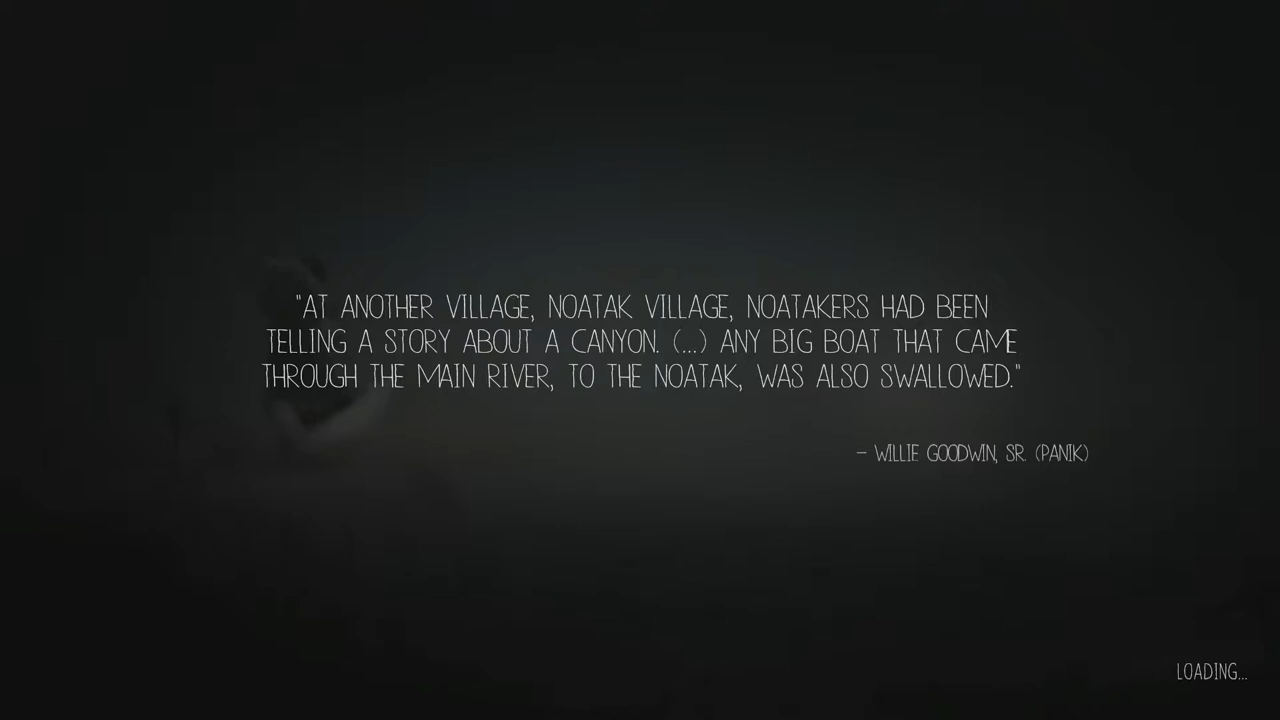 "AT ANOTHER VILLAGE, NOATAK VILLAGE, NOATAKERS HAD BEEN
TELLING A STORY ABOUT A CANYON. (...) ANY BIG BOAT THAT CAME
THROUGH THE MAIN RIVER, TO THE NOATAK, WAS ALSO SWALLOWED."
– WILLIE GOODWIN, SR. (PANIK)
LOADING...